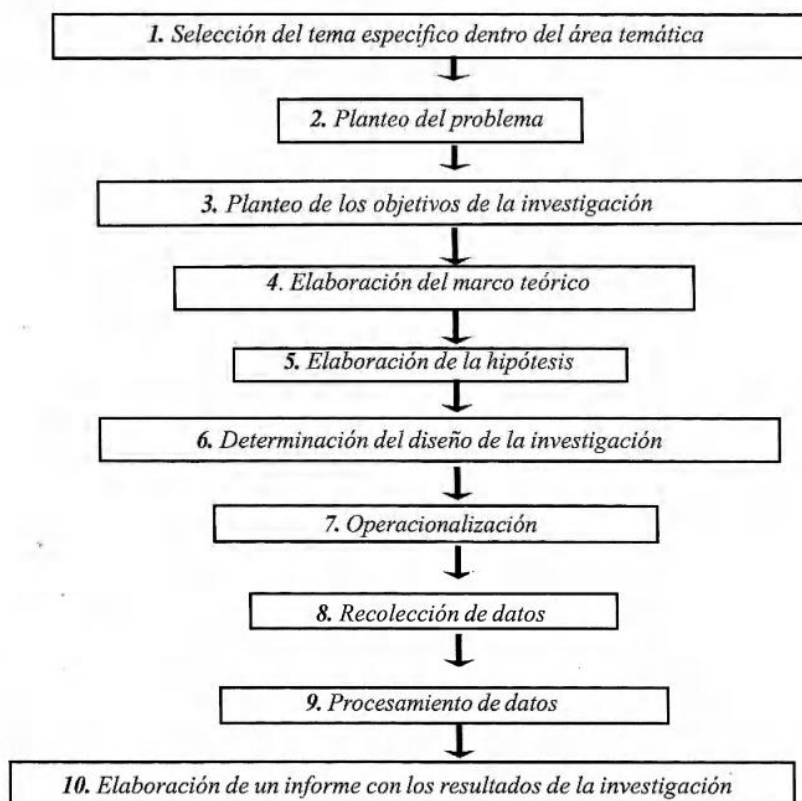 1. Selección del tema específico dentro del área temática
2. Planteo del problema
3. Planteo de los objetivos de la investigación
4. Elaboración del marco teórico
5. Elaboración de la hipótesis
6. Determinación del diseño de la investigación
7. Operacionalización
8. Recolección de datos
9. Procesamiento de datos
10. Elaboración de un informe con los resultados de la investigación